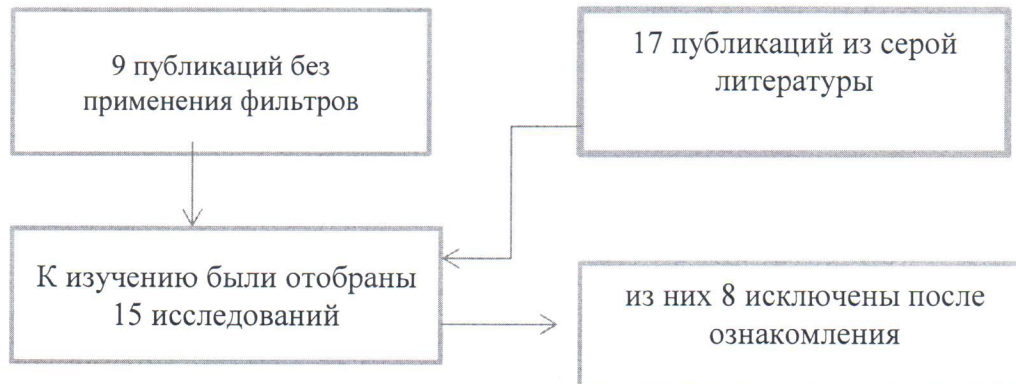 9 публикаций без
применения фильтров
17 публикаций из серой
литературы
К изучению были отобраны
15 исследований
из них 8 исключены после
ознакомления